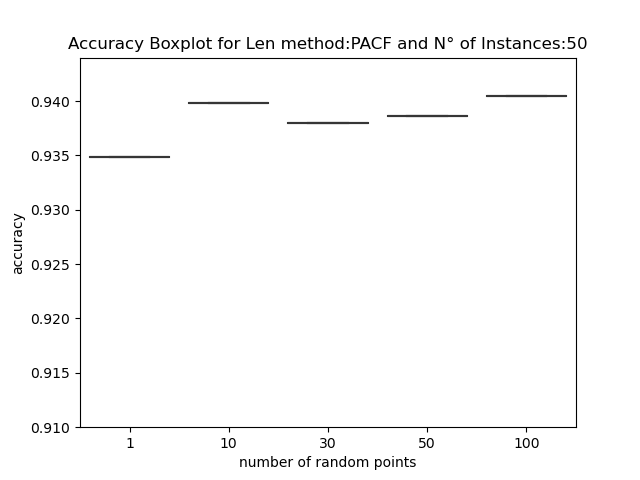 Accuracy Boxplot for Len method:PACF and N° of Instances:50
0.940
0.935
0.930
0.925
0.920
0.915
0.910
accuracy
1 10 30 50 100
number of random points